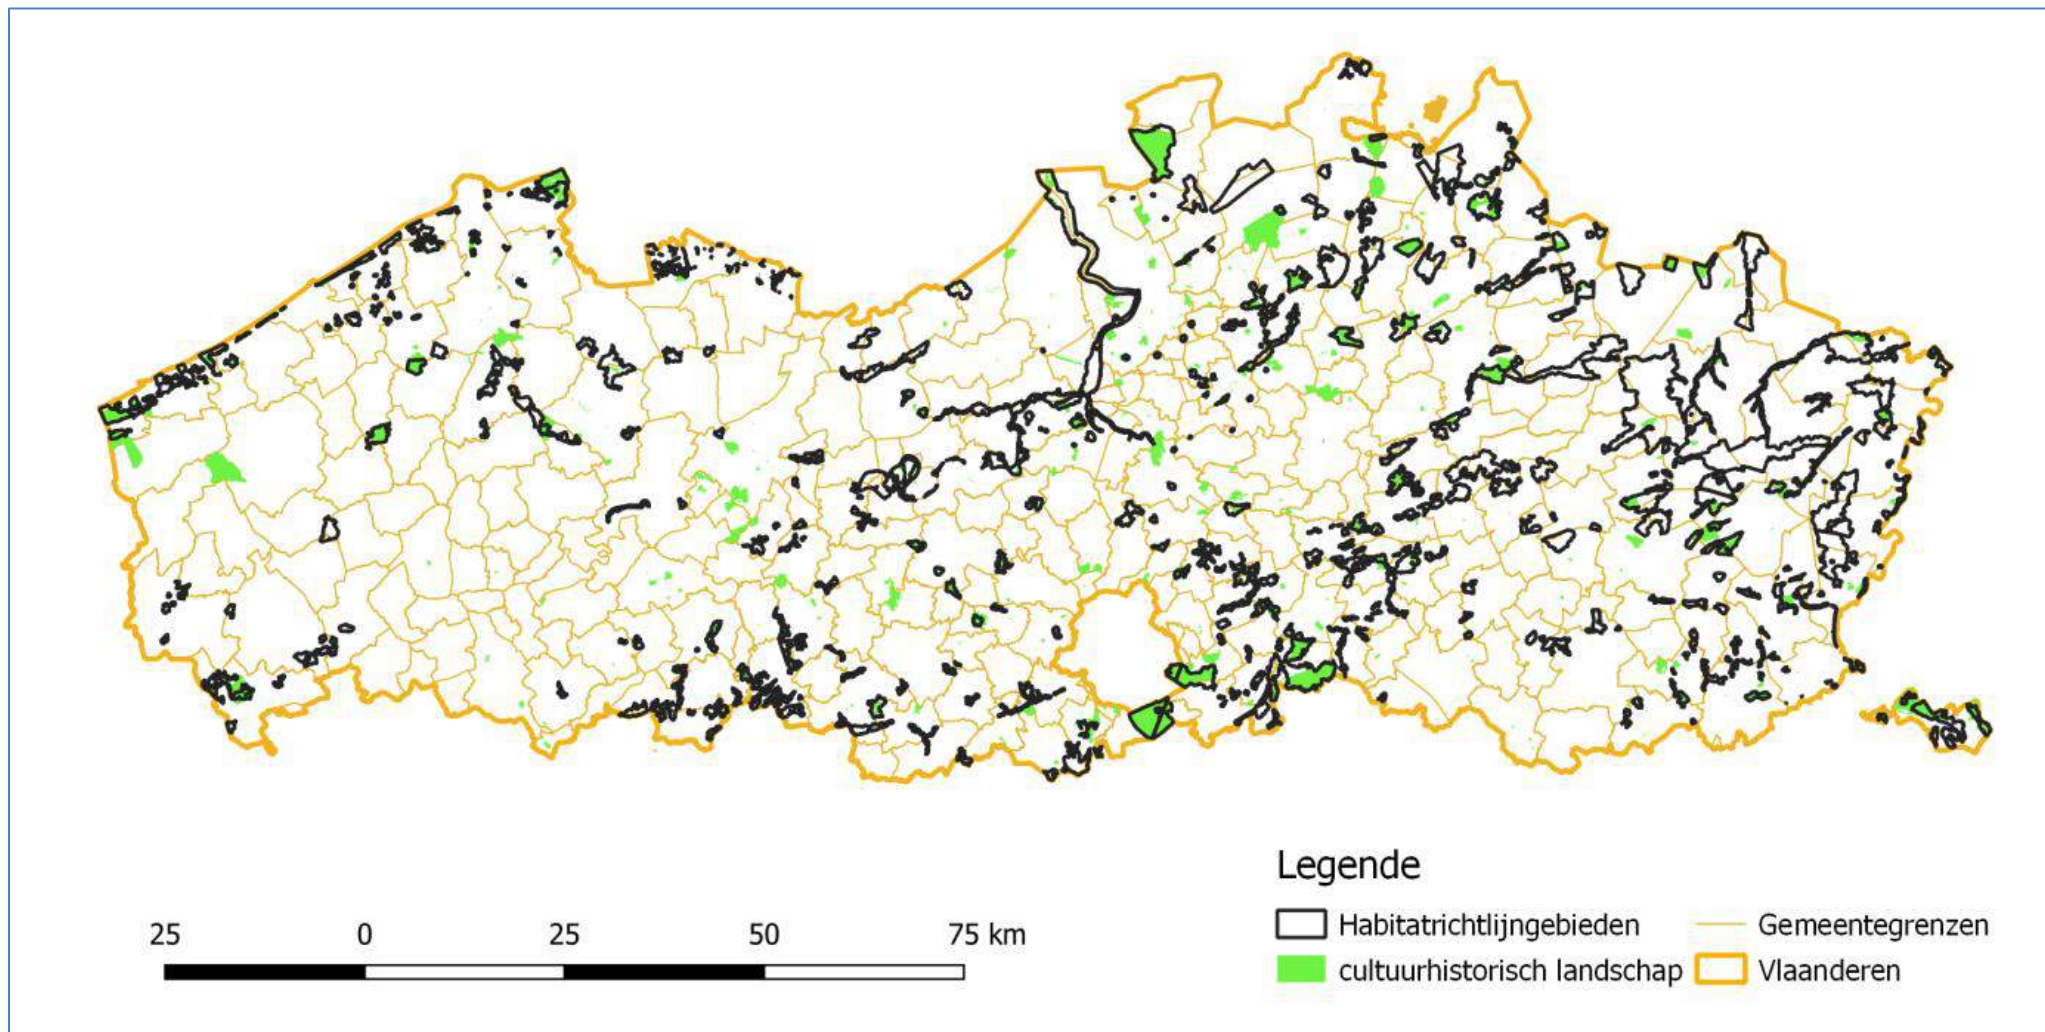 Legende
25 0 25 50 75 km
Habitatrichtlijngebieden Gemeentegrenzen
cultuurhistorisch landschap Vlaanderen